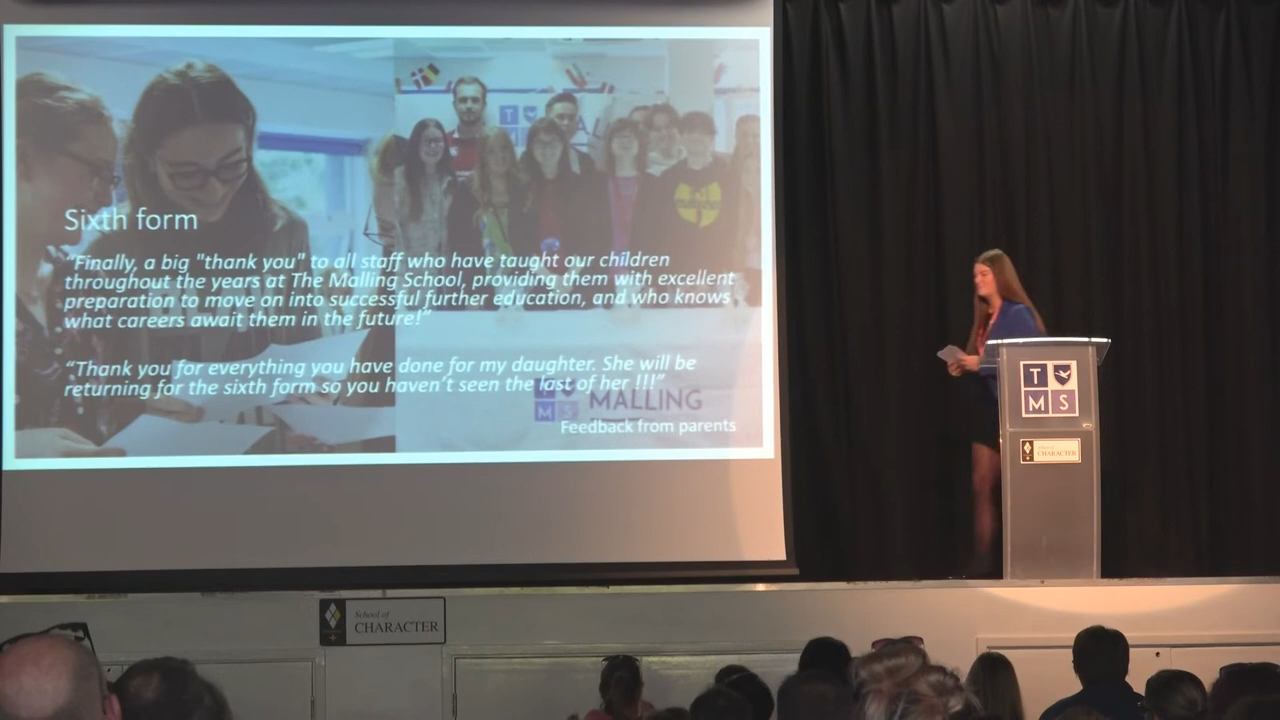 Sixth form
"Finally, a big "thank you" to all staff who have taught our children
throughout the years at The Malling School, providing them with excellent
preparation to move on into successful further education, and who knows
what careers await them in the future!"
"Thank you for everything you have done for my daughter. She will be
returning for the sixth form so you haven't seen the last of her !!!"
T
M S
MALLING
Feedback from parents
T
M S
School of
CHARACTER
School of
CHARACTER